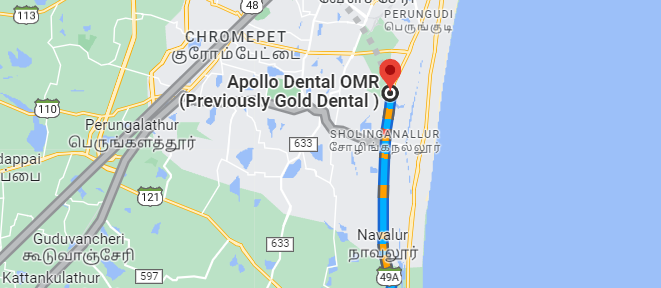 113
48
PERUNGUDI
பெருங்குடி
CHROMEPET
குரோம்பேட்டை
Apollo Dental OMR
(Previously Gold Dental )
110
Perungalathur
பெருங்களத்தூர்
SHOLINGANALLUR
சோழிங்கநல்லூர்
633
dappai
ப்பை
121
Navalur
நாவலூர்
Guduvancheri
கூடுவாஞ்சேரி
633
Kattankulathur
597
49A